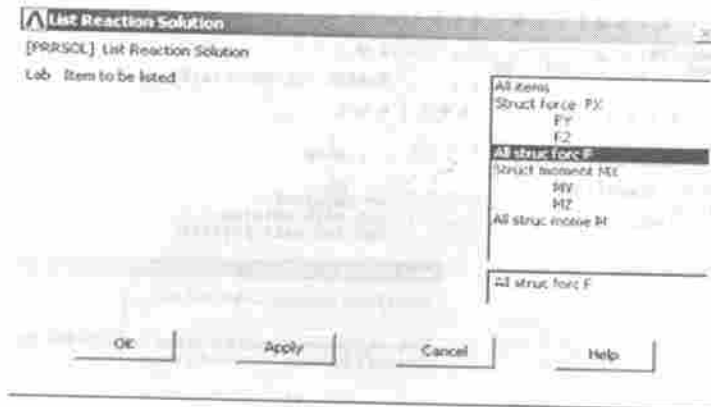 List Reaction Solution
[PRRSOL] List Reaction Solution
Lab Item to be listed
All items
Struct force FX
FY
FZ
All struc forc F
Struct moment MX
MY
MZ
All struc mome M
All struc forc F
OK
Apply
Cancel
Help